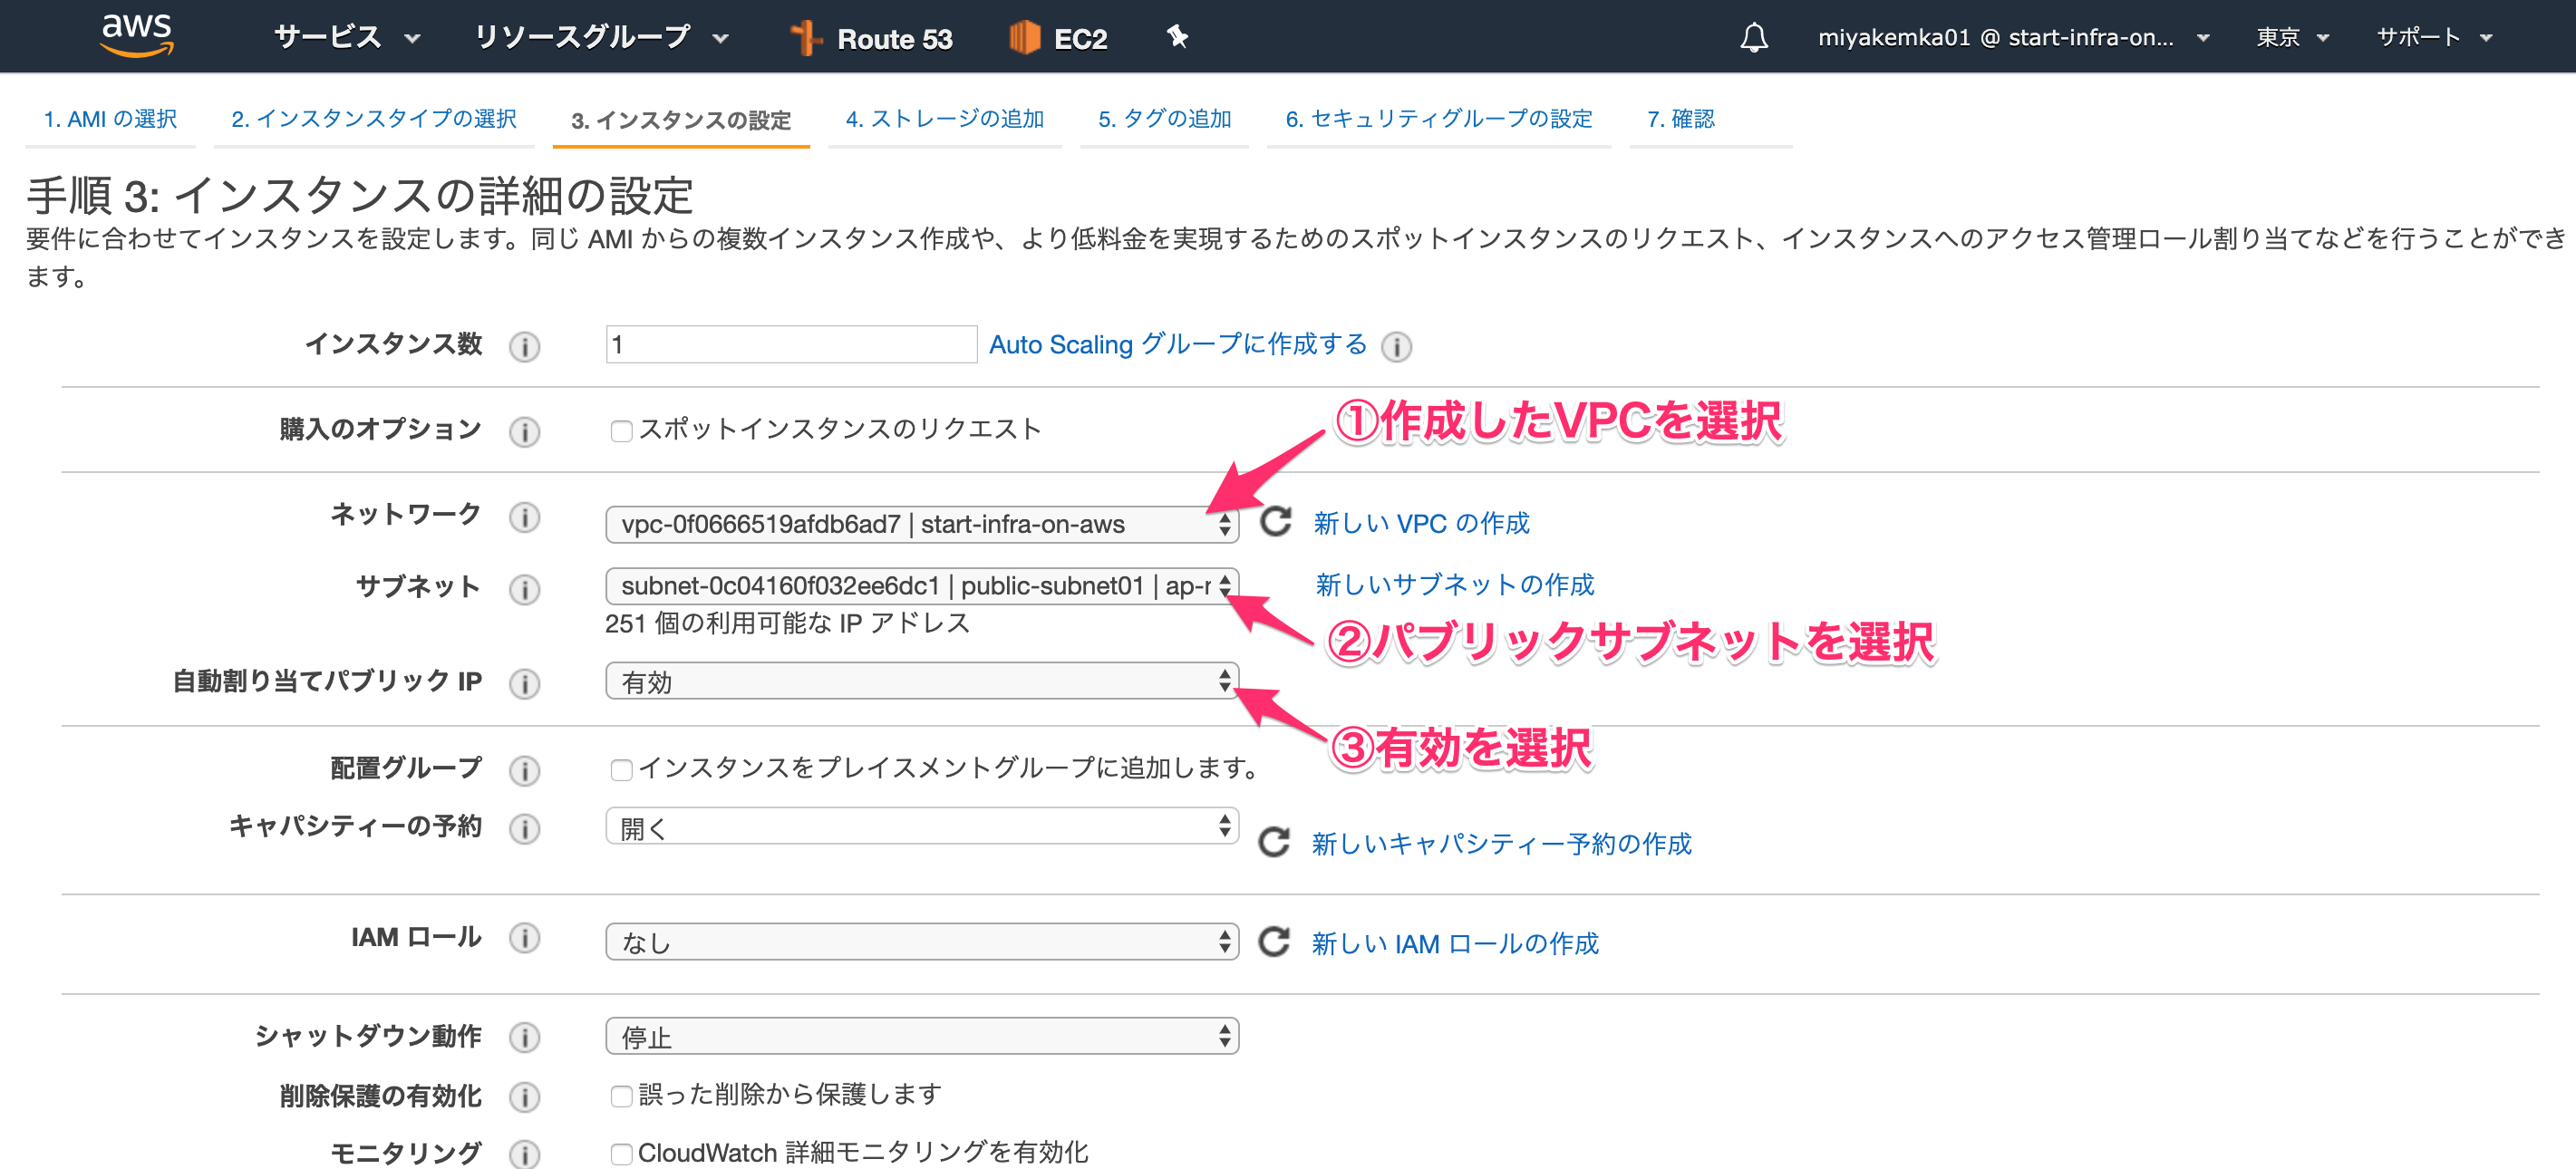 aws サービス リソースグループ Route 53 EC2 miyakemka01 @ start-infra-on... 東京 サポート
1. AMI の選択 2. インスタンスタイプの選択 3. インスタンスの設定 4. ストレージの追加 5. タグの追加 6. セキュリティグループの設定 7. 確認
手順 3: インスタンスの詳細の設定
要件に合わせてインスタンスを設定します。同じ AMI からの複数インスタンス作成や、より低料金を実現するためのスポットインスタンスのリクエスト、インスタンスへのアクセス管理ロール割り当てなどを行うことができ
ます。
インスタンス数 i 1 Auto Scaling グループに作成する i
購入のオプション i スポットインスタンスのリクエスト
①作成したVPCを選択
ネットワーク i vpc-0f0666519afdb6ad7 | start-infra-on-aws 新しい VPC の作成
サブネット i subnet-0c04160f032ee6dc1 | public-subnet01 | ap-r 新しいサブネットの作成
251 個の利用可能な IP アドレス
②パブリックサブネットを選択
自動割り当てパブリック IP i 有効
③有効を選択
配置グループ i インスタンスをプレイスメントグループに追加します。
キャパシティーの予約 i 開く 新しいキャパシティー予約の作成
IAM ロール i なし 新しい IAM ロールの作成
シャットダウン動作 i 停止
削除保護の有効化 i 誤った削除から保護します
モニタリング i CloudWatch 詳細モニタリングを有効化